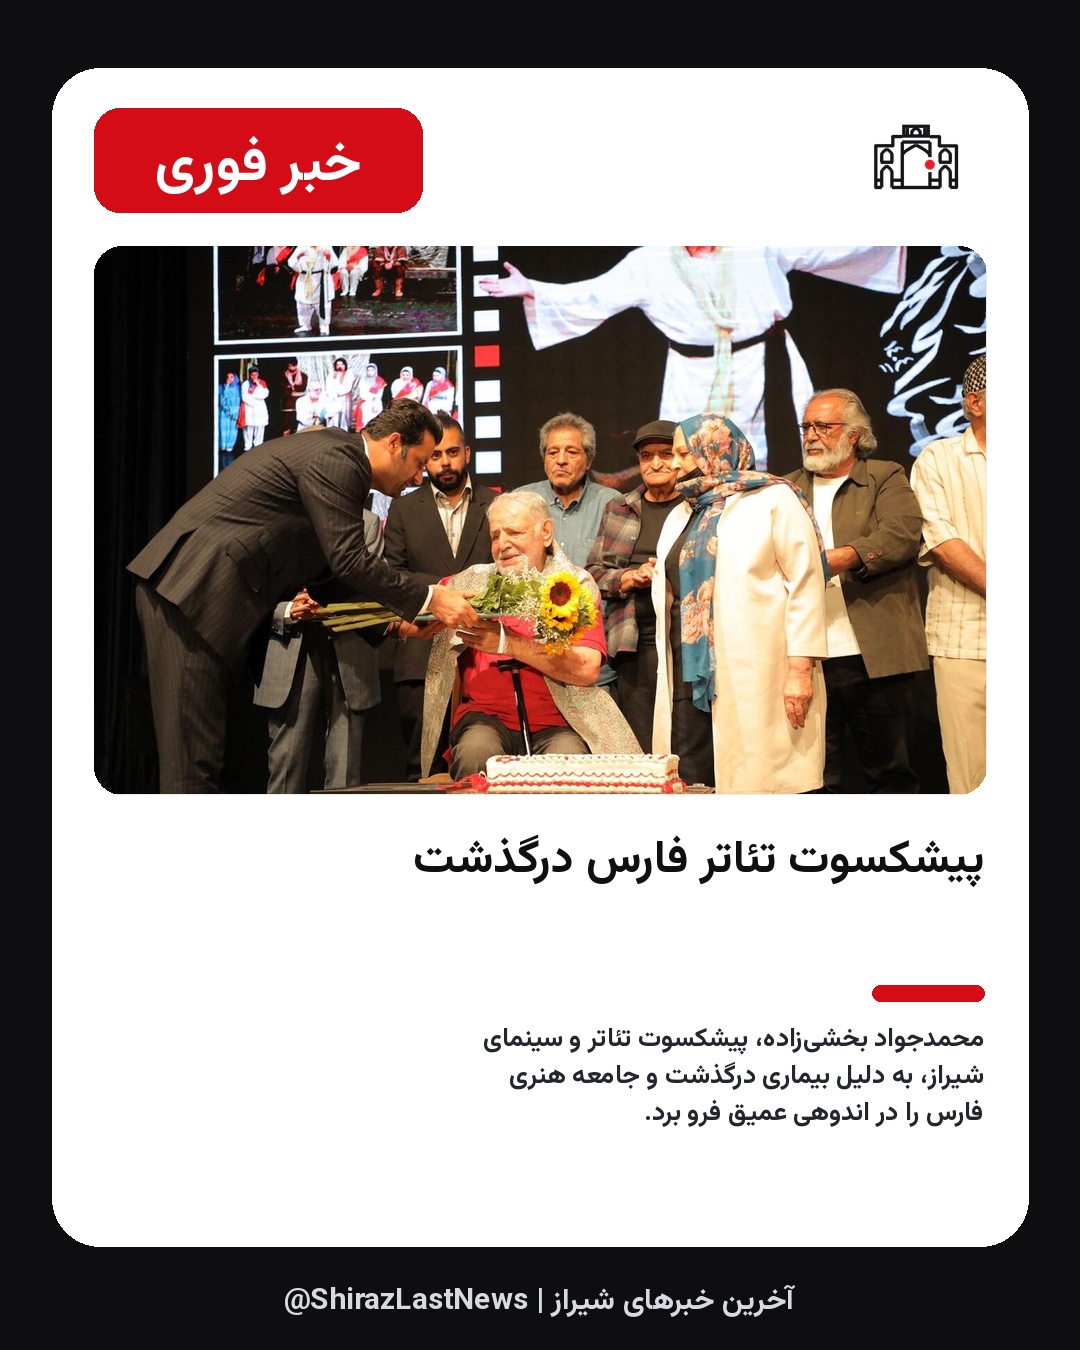 خبر فوری
پیشکسوت تئاتر فارس درگذشت
محمدجواد بخشی‌زاده، پیشکسوت تئاتر و سینمای
شیراز، به دلیل بیماری درگذشت و جامعه هنری
فارس را در اندوهی عمیق فرو برد.
آخرین خبرهای شیراز | @ShirazLastNews